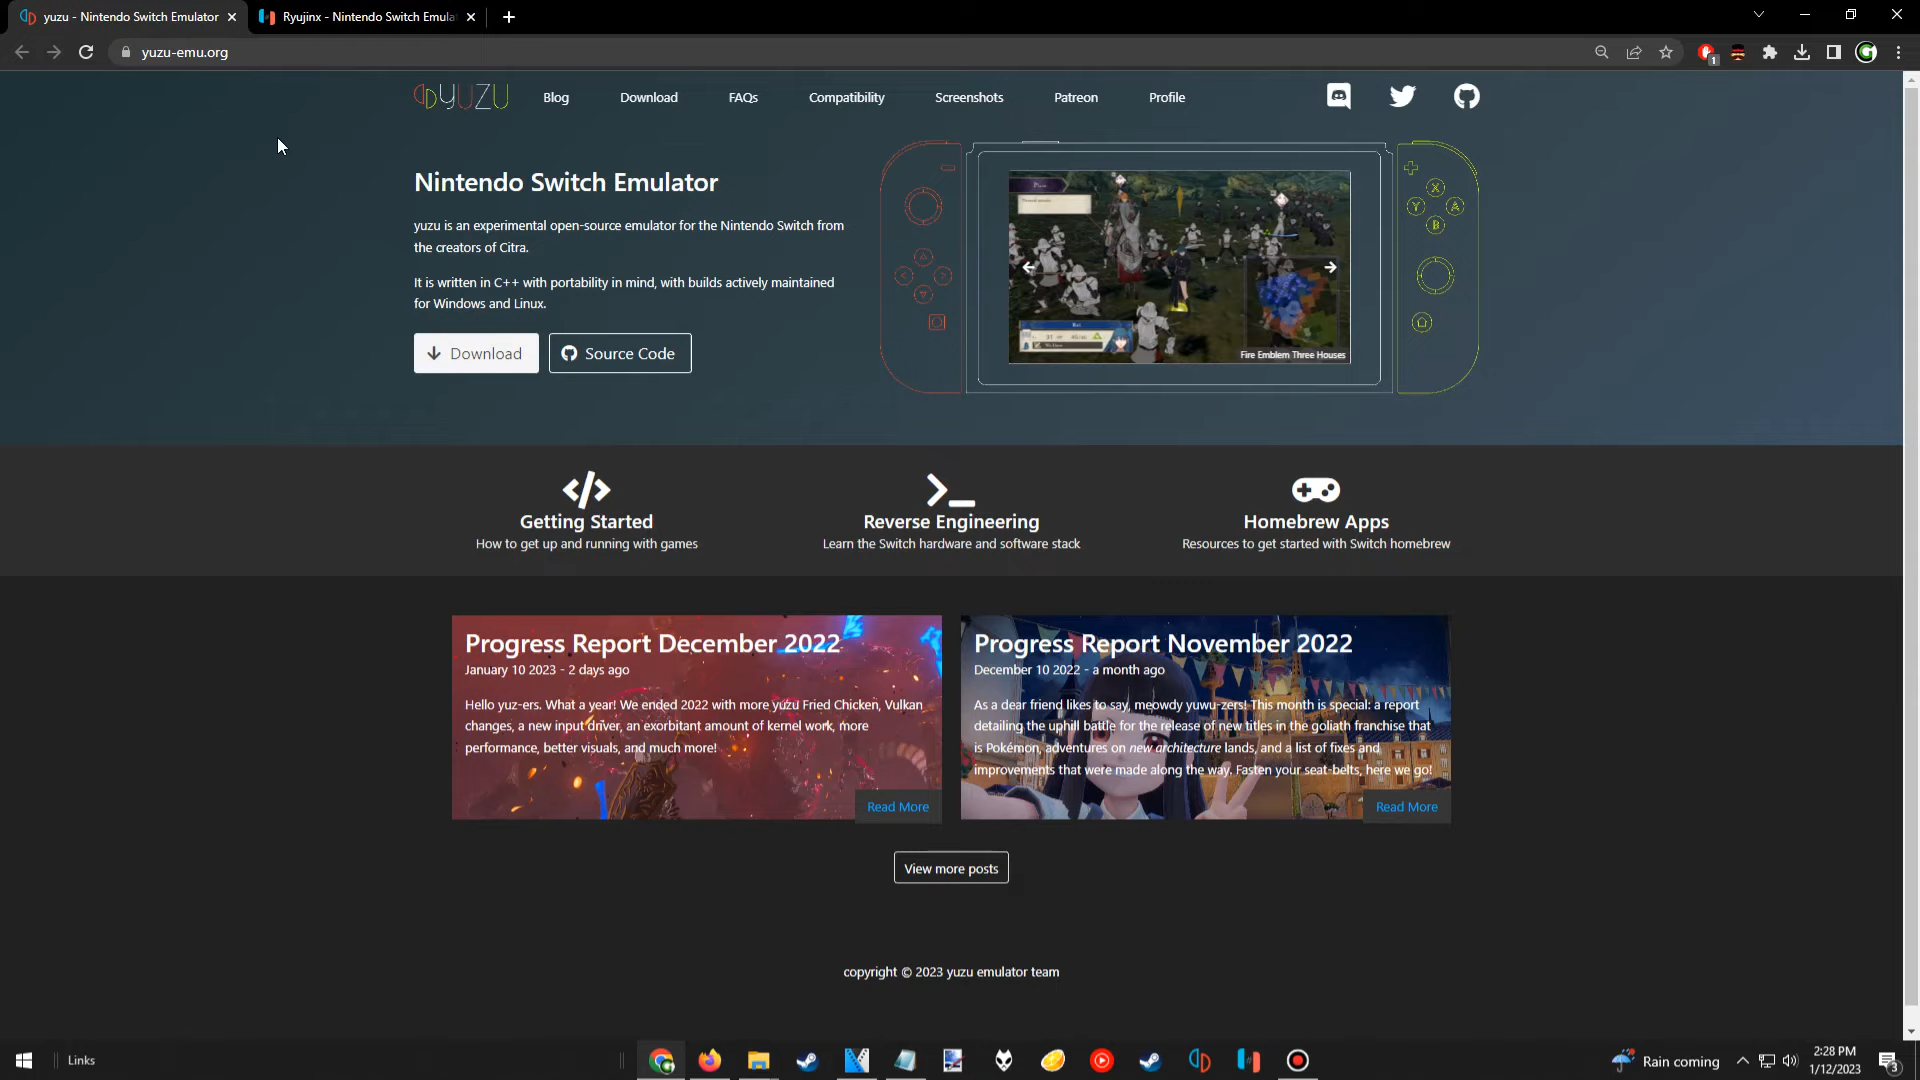 yuzu - Nintendo Switch Emulator
Ryujinx - Nintendo Switch Emula
yuzu-emu.org
1
YUZU
Blog
Download
FAQs
Compatibility
Screenshots
Patreon
Profile
Nintendo Switch Emulator
yuzu is an experimental open-source emulator for the Nintendo Switch from
the creators of Citra.
It is written in C++ with portability in mind, with builds actively maintained
for Windows and Linux.
Download
Source Code
X
Y
A
B
Fire Emblem Three Houses
Getting Started
How to get up and running with games
Reverse Engineering
Learn the Switch hardware and software stack
Homebrew Apps
Resources to get started with Switch homebrew
Progress Report December 2022
January 10 2023 - 2 days ago
Hello yuz-ers. What a year! We ended 2022 with more yuzu Fried Chicken, Vulkan
changes, a new input driver, an exorbitant amount of kernel work, more
performance, better visuals, and much more!
Read More
Progress Report November 2022
December 10 2022 - a month ago
As a dear friend likes to say, meowdy yuwu-zers! This month is special: a report
detailing the uphill battle for the release of new titles in the goliath franchise that
is Pokémon, adventures on new architecture lands, and a list of fixes and
improvements that were made along the way. Fasten your seat-belts, here we go!
Read More
View more posts
copyright © 2023 yuzu emulator team
Links
Rain coming
2:28 PM
1/12/2023
3